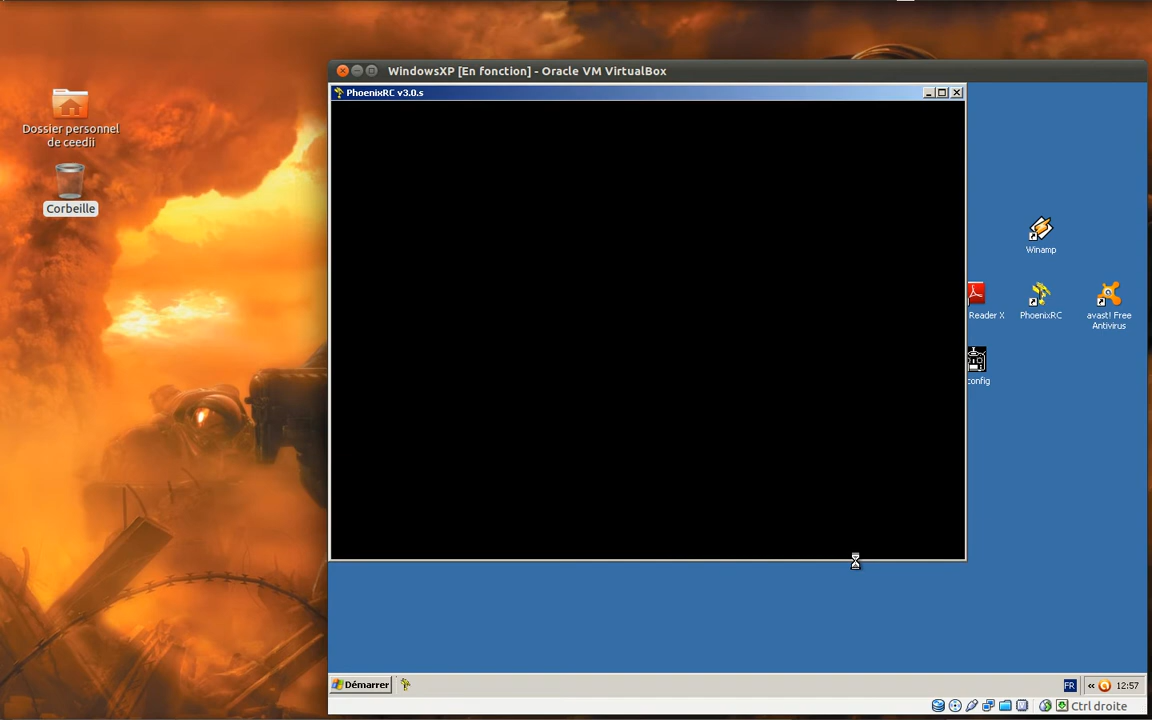 WindowsXP [En fonction] - Oracle VM VirtualBox
PhoenixRC v3.0.s
Dossier personnel
de ceedii
Corbeille
Winamp
Reader X
PhoenixRC
avast! Free
Antivirus
config
Démarrer
FR
«
12:57
Ctrl droite